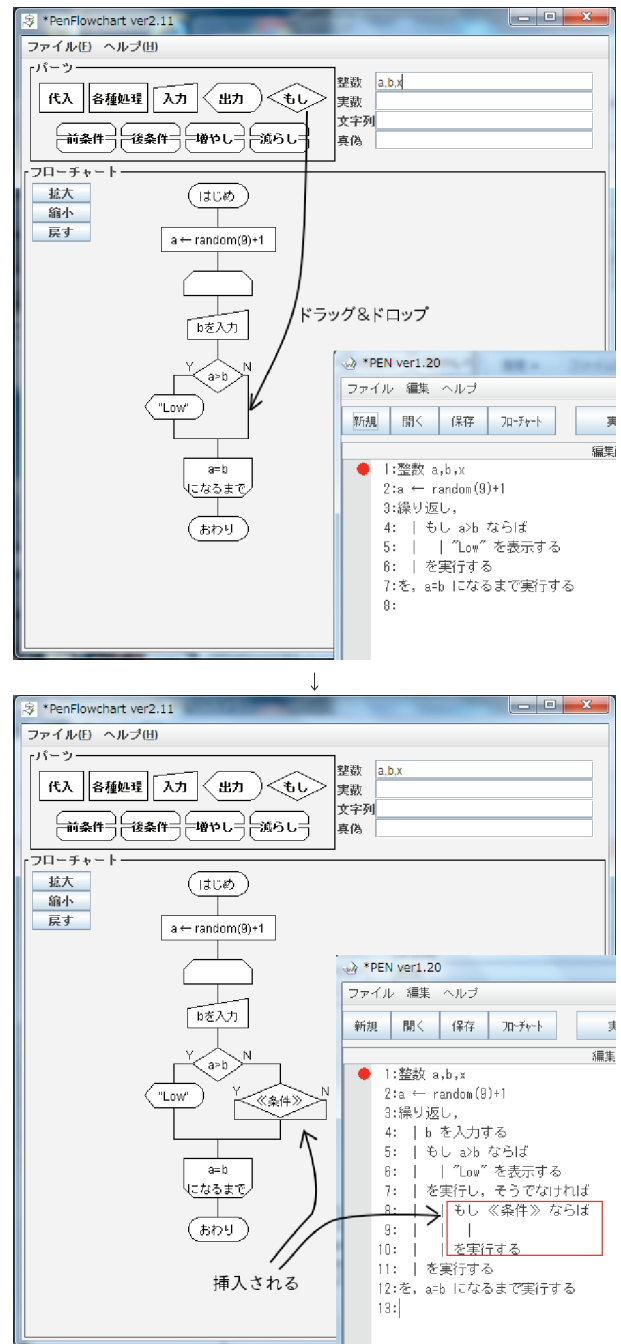 *PenFlowchart ver2.11
ファイル(F) ヘルプ(H)
パーツ
代入 各種処理 入力 出力 もし
前条件 後条件 増やし 減らし
整数 a,b,x
実数
文字列
真偽
フローチャート
拡大
縮小
戻す
はじめ
a ← random(9)+1
bを入力
Y a>b N
"Low"
a=b
になるまで
おわり
ドラッグ&ドロップ
*PEN ver1.20
ファイル 編集 ヘルプ
新規 開く 保存 フローチャート 実
編集
1:整数 a,b,x
2:a ← random(9)+1
3:繰り返し,
4: | もし a>b ならば
5: | | "Low" を表示する
6: | を実行する
7:を, a=b になるまで実行する
8:
↓
*PenFlowchart ver2.11
ファイル(F) ヘルプ(H)
パーツ
代入 各種処理 入力 出力 もし
前条件 後条件 増やし 減らし
整数 a,b,x
実数
文字列
真偽
フローチャート
拡大
縮小
戻す
はじめ
a ← random(9)+1
bを入力
Y a>b N
"Low"
Y 《条件》 N
a=b
になるまで
おわり
挿入される
*PEN ver1.20
ファイル 編集 ヘルプ
新規 開く 保存 フローチャート 実
編集
1:整数 a,b,x
2:a ← random(9)+1
3:繰り返し,
4: | b を入力する
5: | もし a>b ならば
6: | | "Low" を表示する
7: | を実行し, そうでなければ
8: | | もし 《条件》 ならば
9: | | |
10: | | を実行する
11: | を実行する
12:を, a=b になるまで実行する
13: